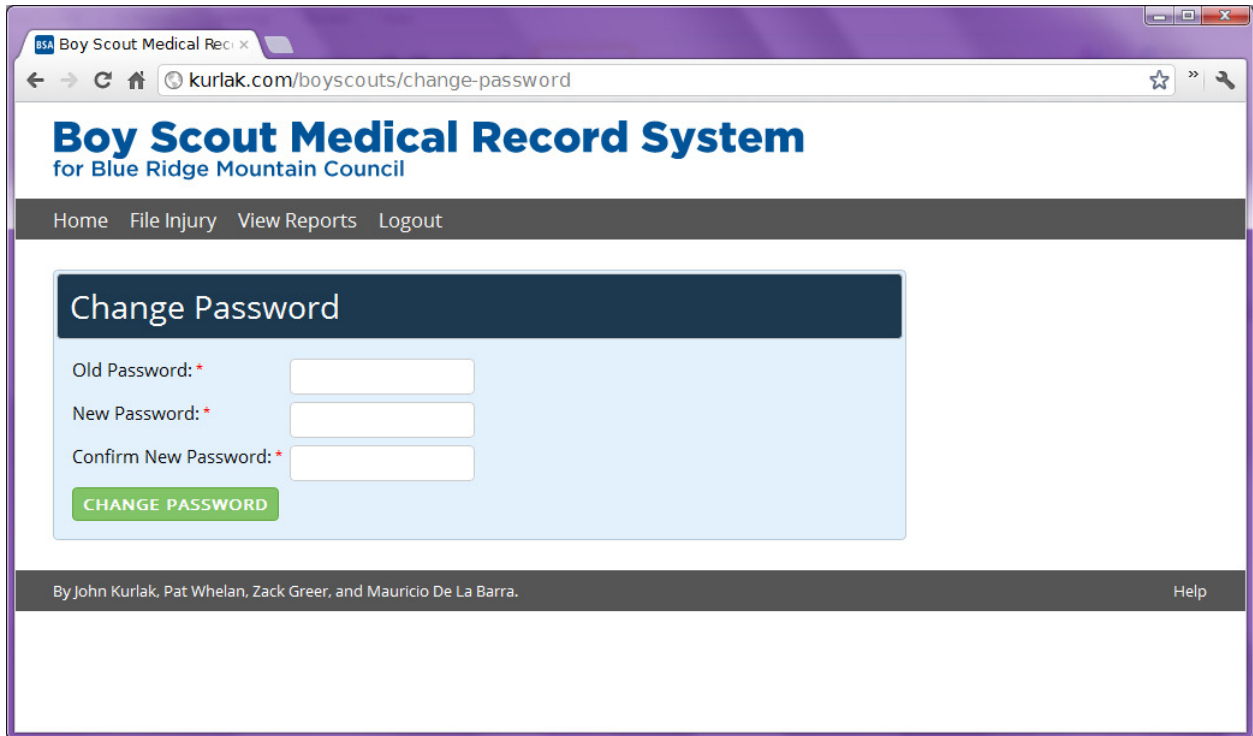 BSA Boy Scout Medical Rec
kurlak.com/boyscouts/change-password
Boy Scout Medical Record System
for Blue Ridge Mountain Council
Home File Injury View Reports Logout
Change Password
Old Password: *
New Password: *
Confirm New Password: *
CHANGE PASSWORD
By John Kurlak, Pat Whelan, Zack Greer, and Mauricio De La Barra. Help